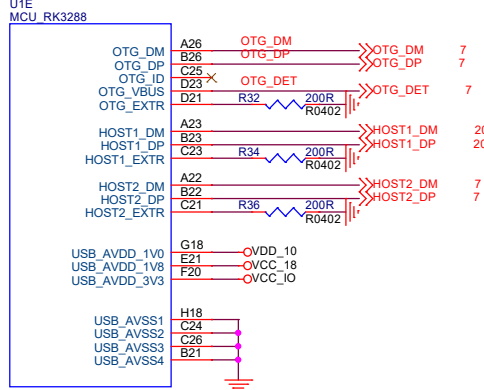 U1E
MCU_RK3288
OTG_DM A26 OTG_DM OTG_DM 7
OTG_DP B26 OTG_DP OTG_DP 7
OTG_ID C25
OTG_VBUS D23 OTG_DET OTG_DET 7
OTG_EXTR D21 R32 200R
R0402
HOST1_DM A23 HOST1_DM 20
HOST1_DP B23 HOST1_DP 20
HOST1_EXTR C23 R34 200R
R0402
HOST2_DM A22 HOST2_DM 7
HOST2_DP B22 HOST2_DP 7
HOST2_EXTR C21 R36 200R
R0402
USB_AVDD_1V0 G18 VDD_10
USB_AVDD_1V8 E21 VCC_18
USB_AVDD_3V3 F20 VCC_IO
USB_AVSS1 H18
USB_AVSS2 C24
USB_AVSS3 C26
USB_AVSS4 B21